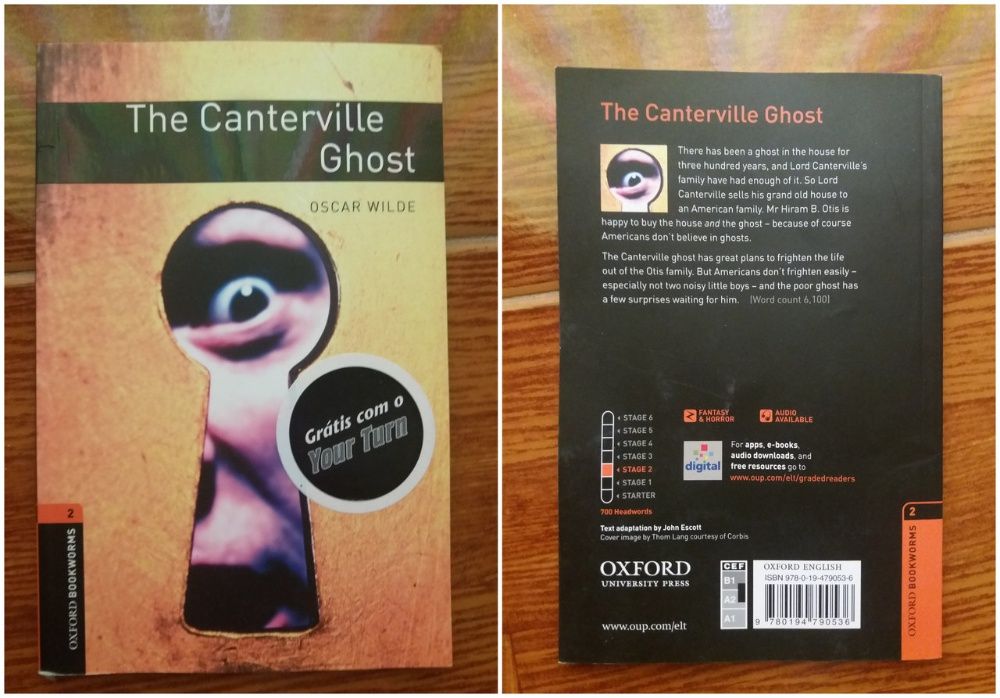 The Canterville
Ghost
OSCAR WILDE
Grátis com o
Your Turn
2
OXFORD BOOKWORMS
The Canterville Ghost
There has been a ghost in the house for
three hundred years, and Lord Canterville's
family have had enough of it. So Lord
Canterville sells his grand old house to
an American family. Mr Hiram B. Otis is
happy to buy the house and the ghost – because of course
Americans don't believe in ghosts.
The Canterville ghost has great plans to frighten the life
out of the Otis family. But Americans don't frighten easily –
especially not two noisy little boys – and the poor ghost has
a few surprises waiting for him. (Word count 6,100)
STAGE 6
STAGE 5
STAGE 4
STAGE 3
STAGE 2
STAGE 1
STARTER
700 Headwords
FANTASY
& HORROR
AUDIO
AVAILABLE
digital
For apps, e-books,
audio downloads, and
free resources go to
www.oup.com/elt/gradedreaders
Text adaptation by John Escott
Cover image by Thom Lang courtesy of Corbis
OXFORD
UNIVERSITY PRESS
www.oup.com/elt
CEF
B1
A2
A1
OXFORD ENGLISH
ISBN 978-0-19-479053-6
9 780194 790536
2
OXFORD BOOKWORMS